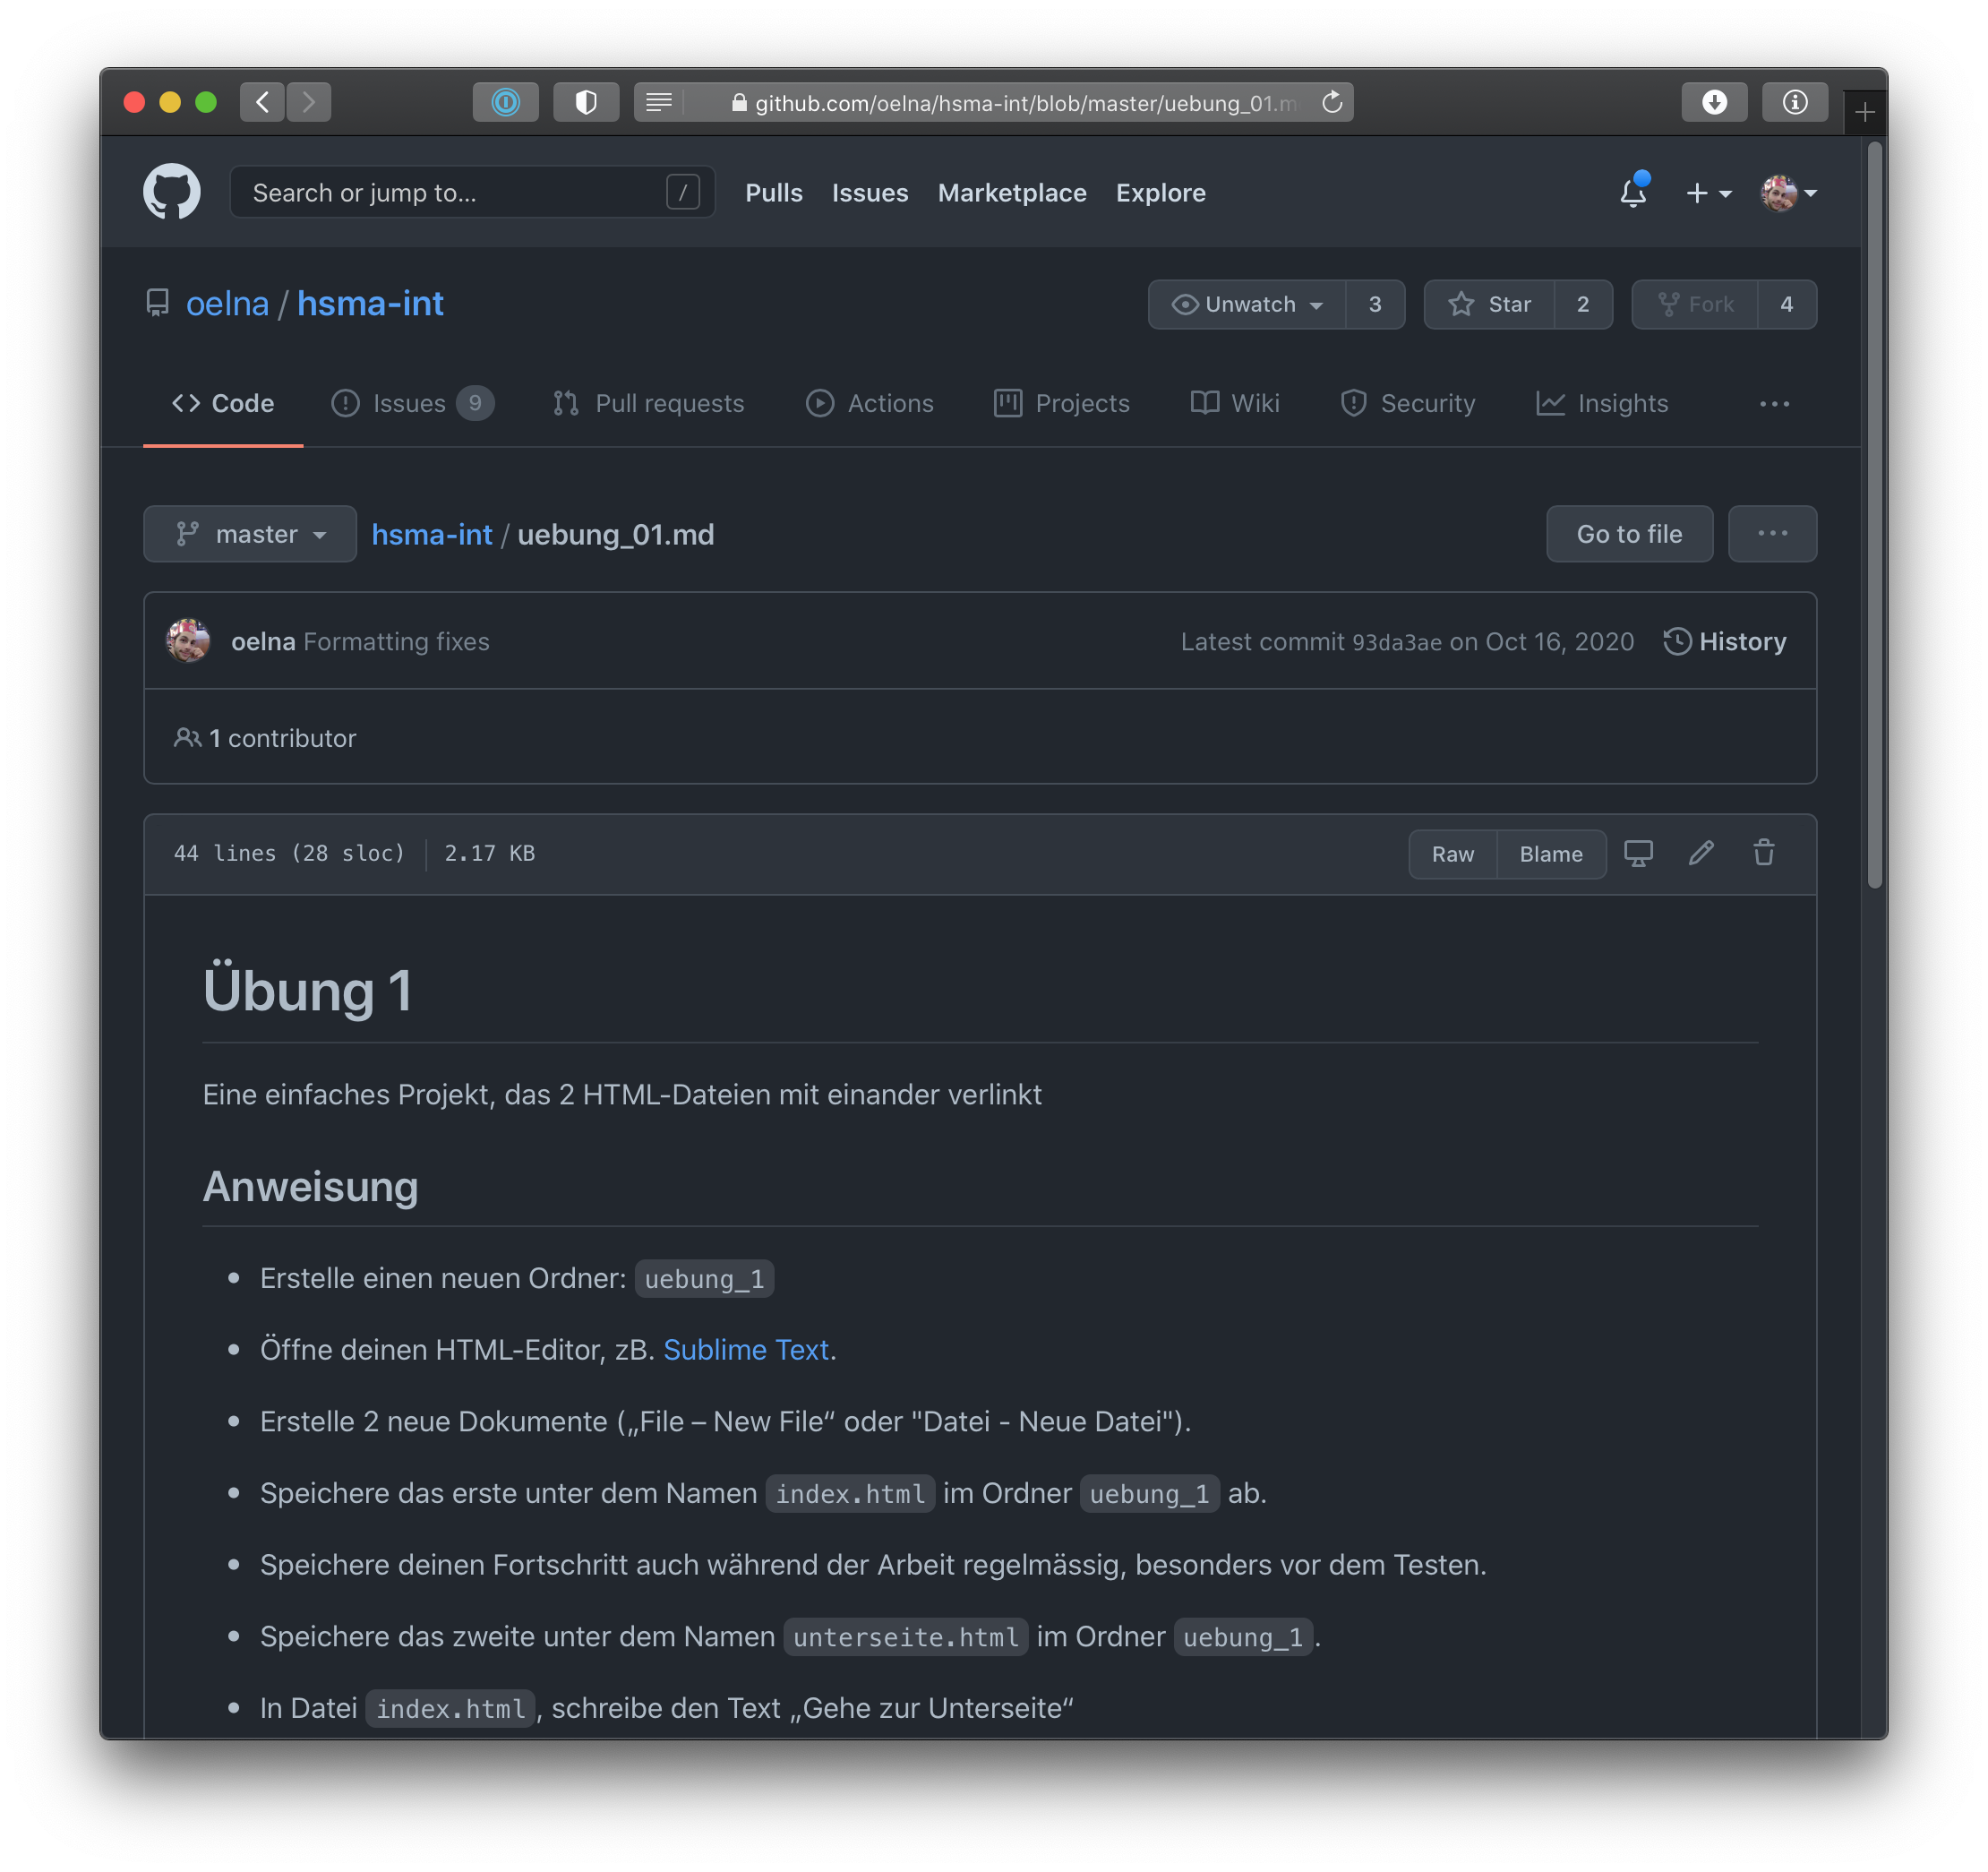 github.com/oelna/hsma-int/blob/master/uebung_01.m
Search or jump to... /
Pulls Issues Marketplace Explore
oelna / hsma-int
Unwatch 3 Star 2 Fork 4
Code Issues 9 Pull requests Actions Projects Wiki Security Insights ...
master hsma-int / uebung_01.md Go to file ...
oelna Formatting fixes Latest commit 93da3ae on Oct 16, 2020 History
1 contributor
44 lines (28 sloc) 2.17 KB Raw Blame
Übung 1
Eine einfaches Projekt, das 2 HTML-Dateien mit einander verlinkt
Anweisung
• Erstelle einen neuen Ordner: uebung_1
• Öffne deinen HTML-Editor, zB. Sublime Text.
• Erstelle 2 neue Dokumente („File – New File“ oder "Datei - Neue Datei").
• Speichere das erste unter dem Namen index.html im Ordner uebung_1 ab.
• Speichere deinen Fortschritt auch während der Arbeit regelmässig, besonders vor dem Testen.
• Speichere das zweite unter dem Namen unterseite.html im Ordner uebung_1.
• In Datei index.html, schreibe den Text „Gehe zur Unterseite“